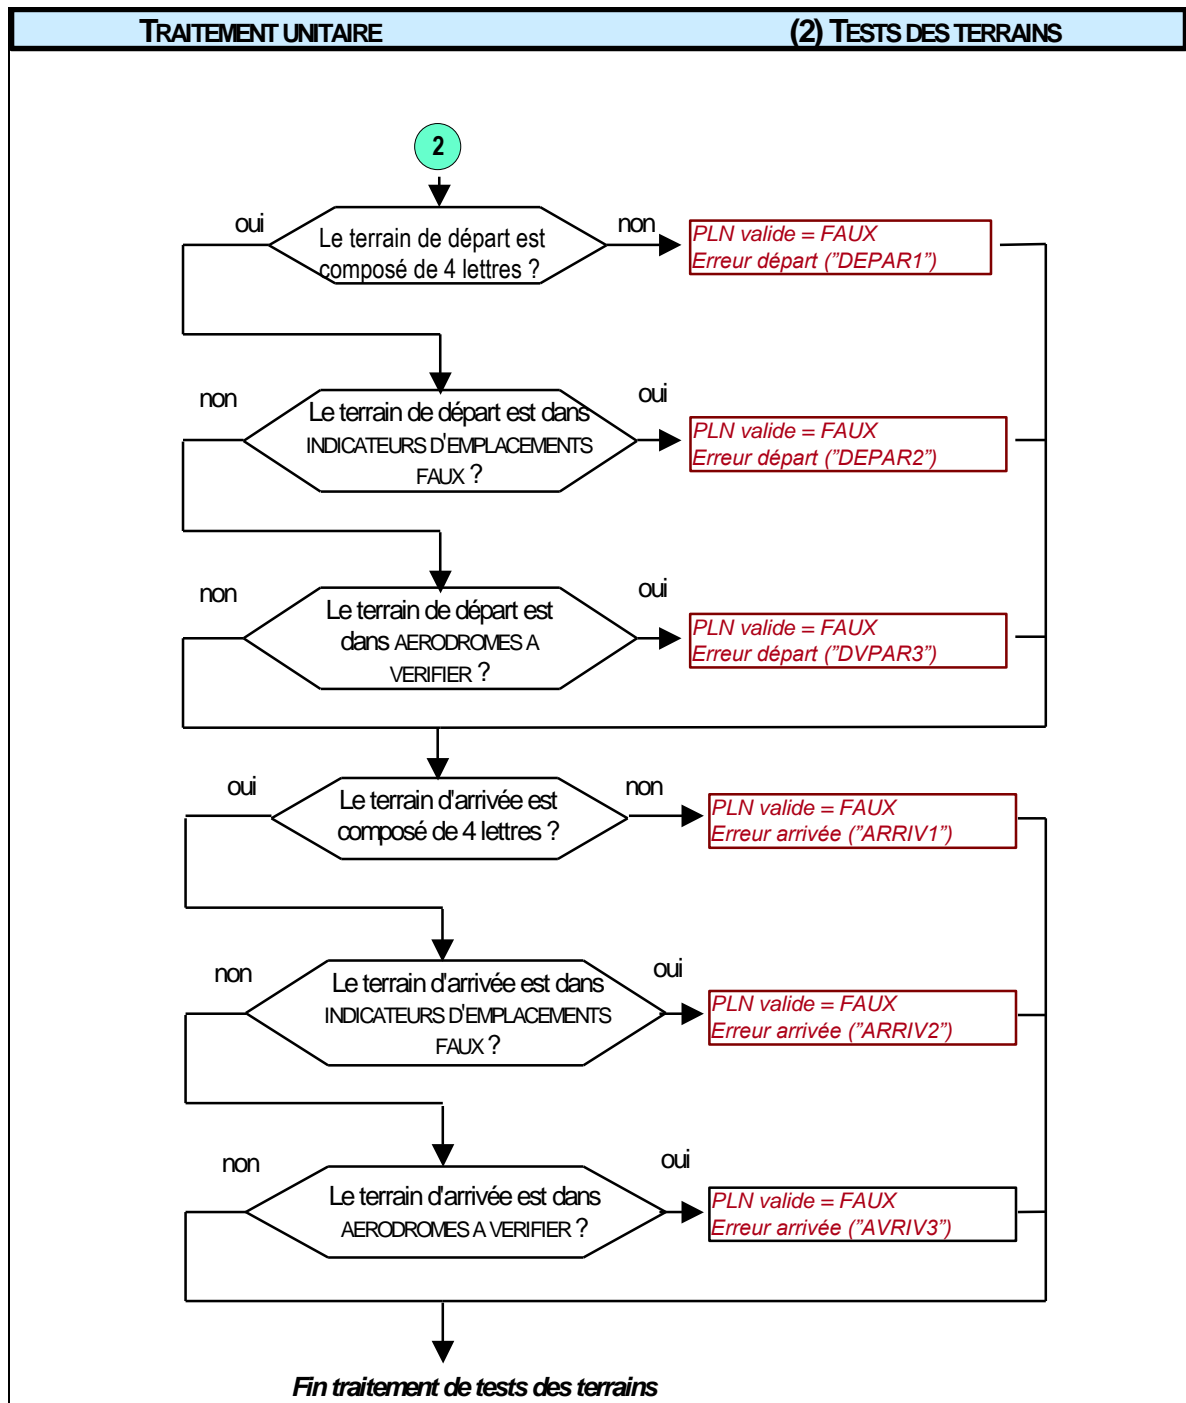 TRAITEMENT UNITAIRE (2) TESTS DES TERRAINS
2
oui
Le terrain de départ est
composé de 4 lettres ?
non
PLN valide = FAUX
Erreur départ ("DEPAR1")
non
Le terrain de départ est dans
INDICATEURS D'EMPLACEMENTS
FAUX ?
oui
PLN valide = FAUX
Erreur départ ("DEPAR2")
non
Le terrain de départ est
dans AERODROMES A
VERIFIER ?
oui
PLN valide = FAUX
Erreur départ ("DVPAR3")
oui
Le terrain d'arrivée est
composé de 4 lettres ?
non
PLN valide = FAUX
Erreur arrivée ("ARRIV1")
non
Le terrain d'arrivée est dans
INDICATEURS D'EMPLACEMENTS
FAUX ?
oui
PLN valide = FAUX
Erreur arrivée ("ARRIV2")
non
Le terrain d'arrivée est dans
AERODROMES A VERIFIER ?
oui
PLN valide = FAUX
Erreur arrivée ("AVRIV3")
Fin traitement de tests des terrains